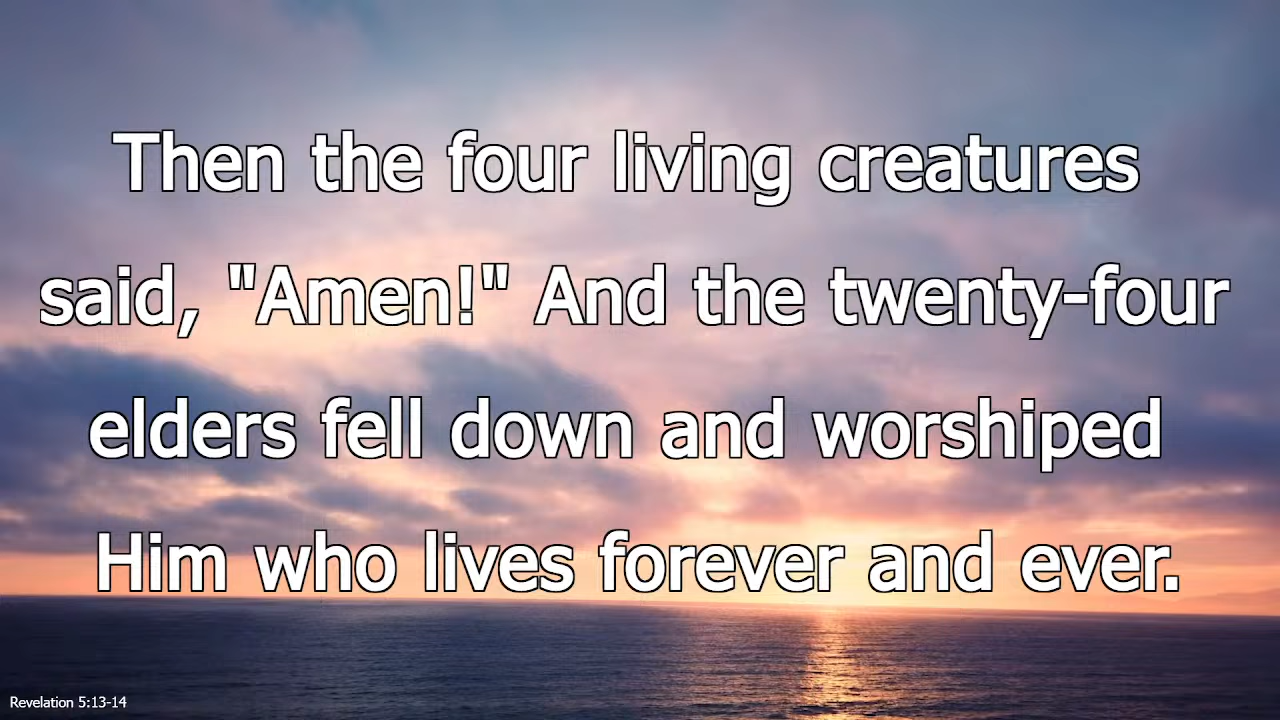 Then the four living creatures
said, "Amen!" And the twenty-four
elders fell down and worshiped
Him who lives forever and ever.
Revelation 5:13-14